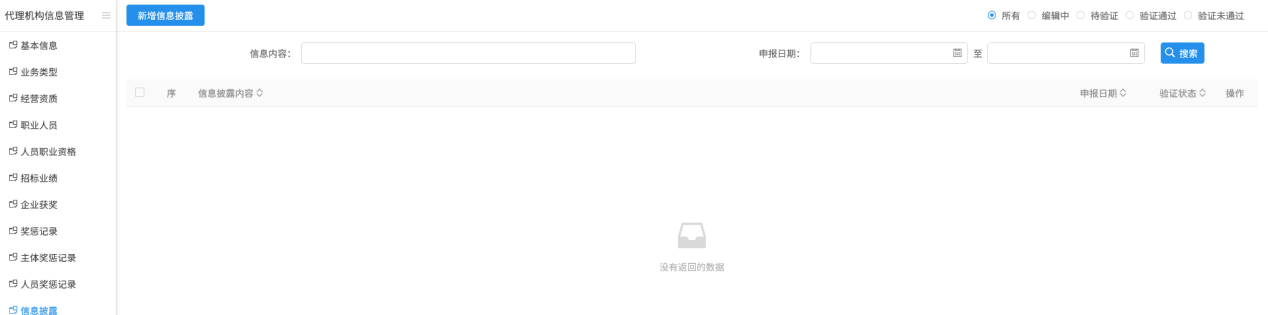 代理机构信息管理
新增信息披露
所有 编辑中 待验证 验证通过 验证未通过
基本信息
业务类型
经营资质
职业人员
人员职业资格
招标业绩
企业获奖
奖惩记录
主体奖惩记录
人员奖惩记录
信息披露
信息内容： 申报日期： 至 搜索
序 信息披露内容 申报日期 验证状态 操作
没有返回的数据